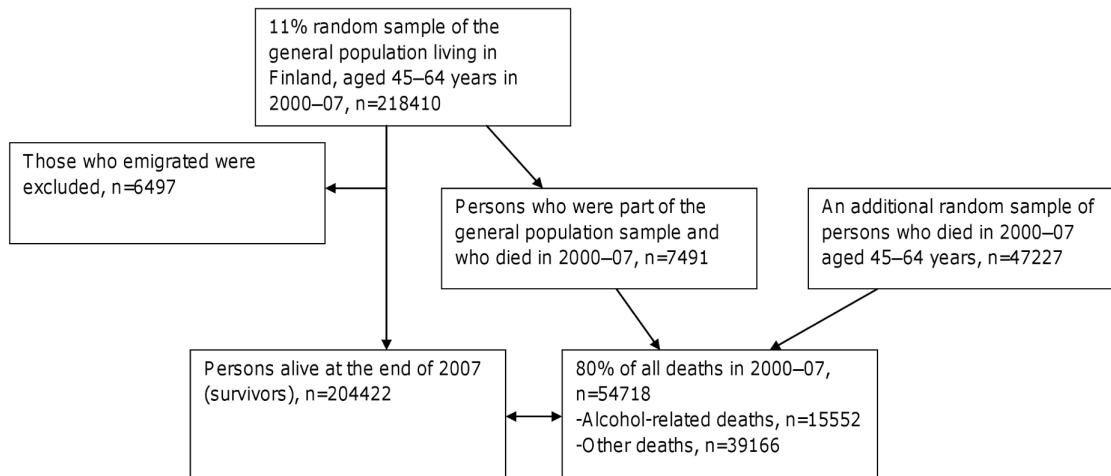 11% random sample of the
general population living in
Finland, aged 45–64 years in
2000–07, n=218410
Those who emigrated were
excluded, n=6497
Persons who were part of the
general population sample and
who died in 2000–07, n=7491
An additional random sample of
persons who died in 2000–07
aged 45–64 years, n=47227
Persons alive at the end of 2007
(survivors), n=204422
80% of all deaths in 2000–07,
n=54718
-Alcohol-related deaths, n=15552
-Other deaths, n=39166